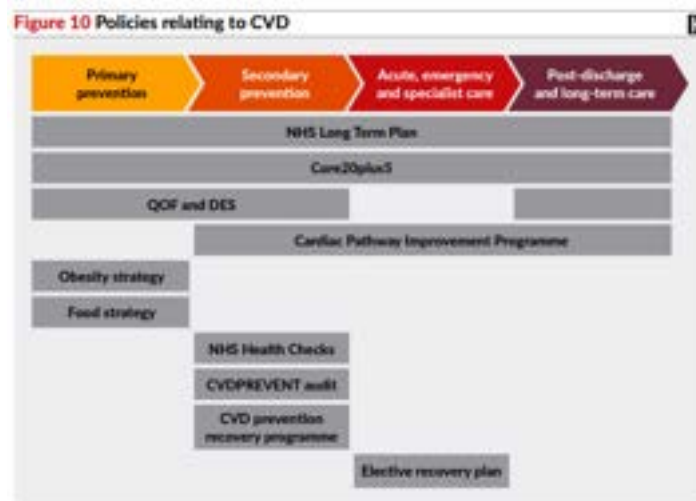 Figure 10 Policies relating to CVD
Primary
prevention
Secondary
prevention
Acute, emergency
and specialist care
Post-discharge
and long-term care
NHS Long Term Plan
Core20plus5
QOF and DES
Cardiac Pathway Improvement Programme
Obesity strategy
Food strategy
NHS Health Checks
CVDPREVENT audit
CVD prevention
recovery programme
Elective recovery plan